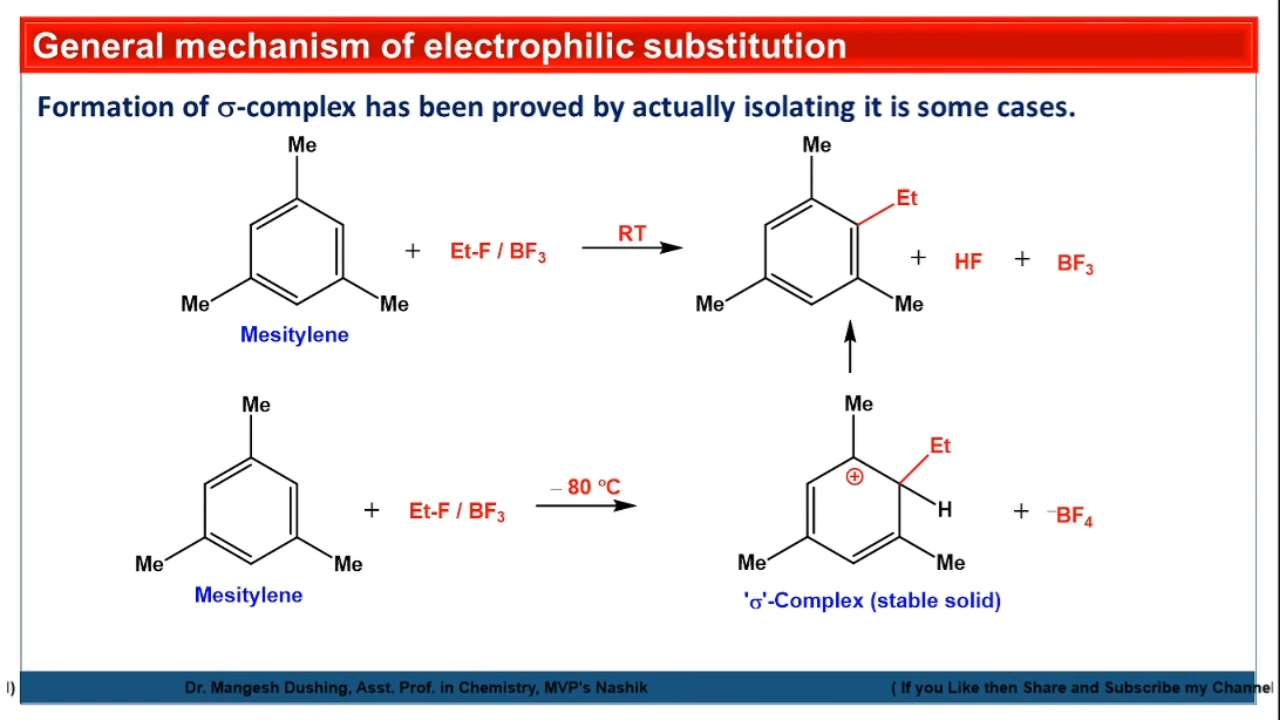 General mechanism of electrophilic substitution
Formation of σ-complex has been proved by actually isolating it is some cases.
Me
Me
Me
Mesitylene
+
Et-F / BF₃
RT
Me
Et
Me
Me
+
HF
+
BF₃
Me
Me
Me
Mesitylene
+
Et-F / BF₃
– 80 ºC
Me
⊕
Et
H
Me
Me
'σ'-Complex (stable solid)
+
⁻BF₄
l)
Dr. Mangesh Dushing, Asst. Prof. in Chemistry, MVP's Nashik
( If you Like then Share and Subscribe my Channel